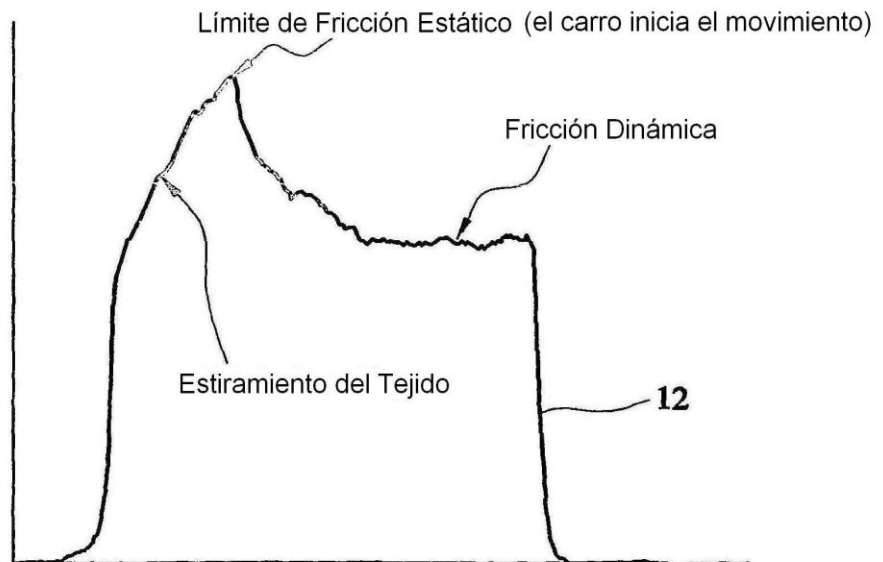 Límite de Fricción Estático (el carro inicia el movimiento)
Fricción Dinámica
Estiramiento del Tejido
12